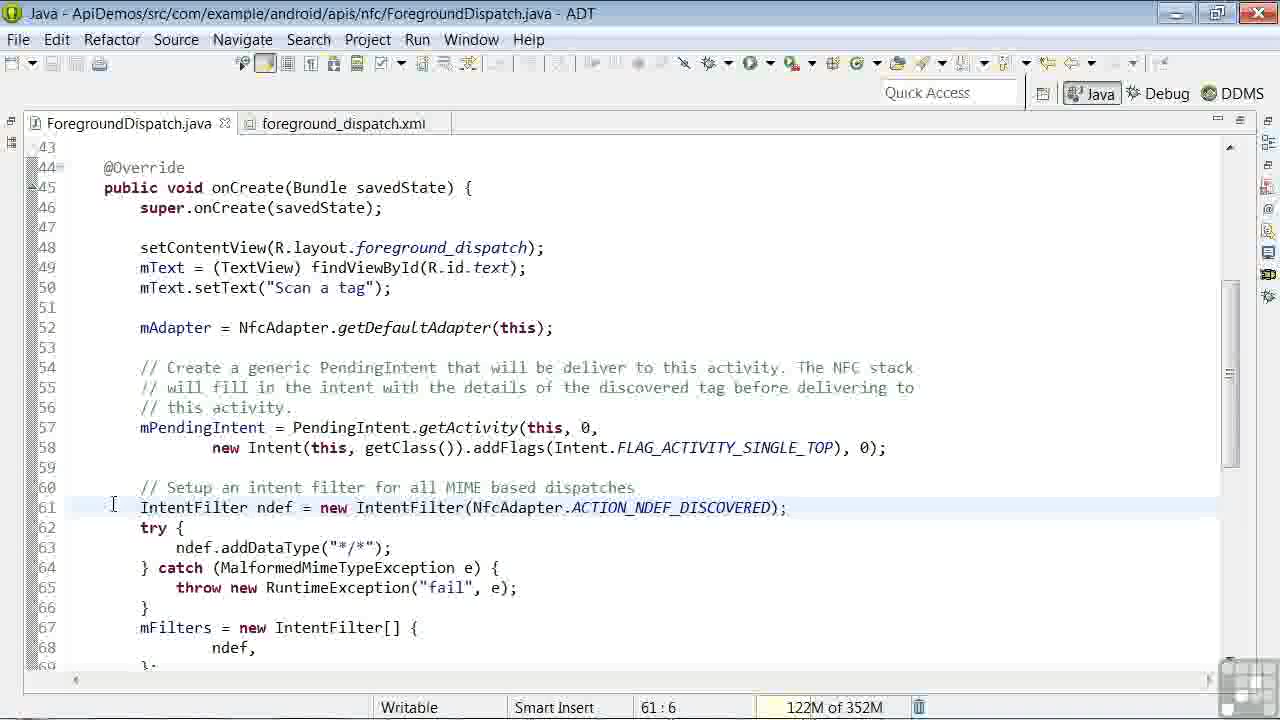 Java - ApiDemos/src/com/example/android/apis/nfc/ForegroundDispatch.java - ADT
File Edit Refactor Source Navigate Search Project Run Window Help
Quick Access Java Debug DDMS
ForegroundDispatch.java foreground_dispatch.xml
43
44 @Override
45 public void onCreate(Bundle savedState) {
46 super.onCreate(savedState);
47
48 setContentView(R.layout.foreground_dispatch);
49 mText = (TextView) findViewById(R.id.text);
50 mText.setText("Scan a tag");
51
52 mAdapter = NfcAdapter.getDefaultAdapter(this);
53
54 // Create a generic PendingIntent that will be deliver to this activity. The NFC stack
55 // will fill in the intent with the details of the discovered tag before delivering to
56 // this activity.
57 mPendingIntent = PendingIntent.getActivity(this, 0,
58 new Intent(this, getClass()).addFlags(Intent.FLAG_ACTIVITY_SINGLE_TOP), 0);
59
60 // Setup an intent filter for all MIME based dispatches
61 IntentFilter ndef = new IntentFilter(NfcAdapter.ACTION_NDEF_DISCOVERED);
62 try {
63 ndef.addDataType("*/*");
64 } catch (MalformedMimeTypeException e) {
65 throw new RuntimeException("fail", e);
66 }
67 mFilters = new IntentFilter[] {
68 ndef,
69 };
Writable Smart Insert 61 : 6 122M of 352M